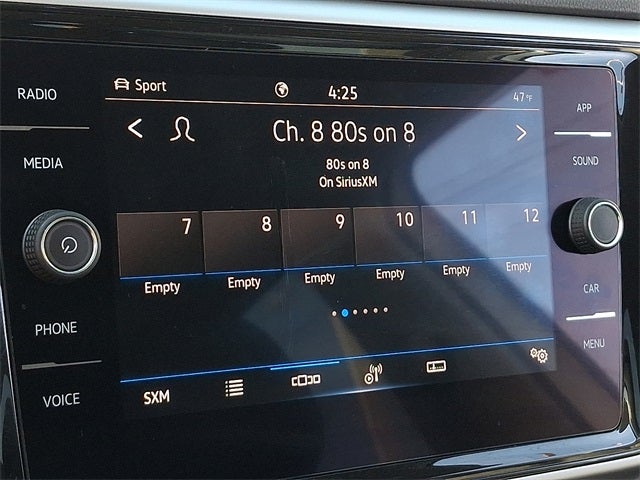 RADIO
MEDIA
PHONE
VOICE
Sport
4:25
47°F
Ch. 8 80s on 8
80s on 8
On SiriusXM
7 8 9 10 11 12
Empty Empty Empty Empty Empty Empty
SXM
APP
SOUND
CAR
MENU